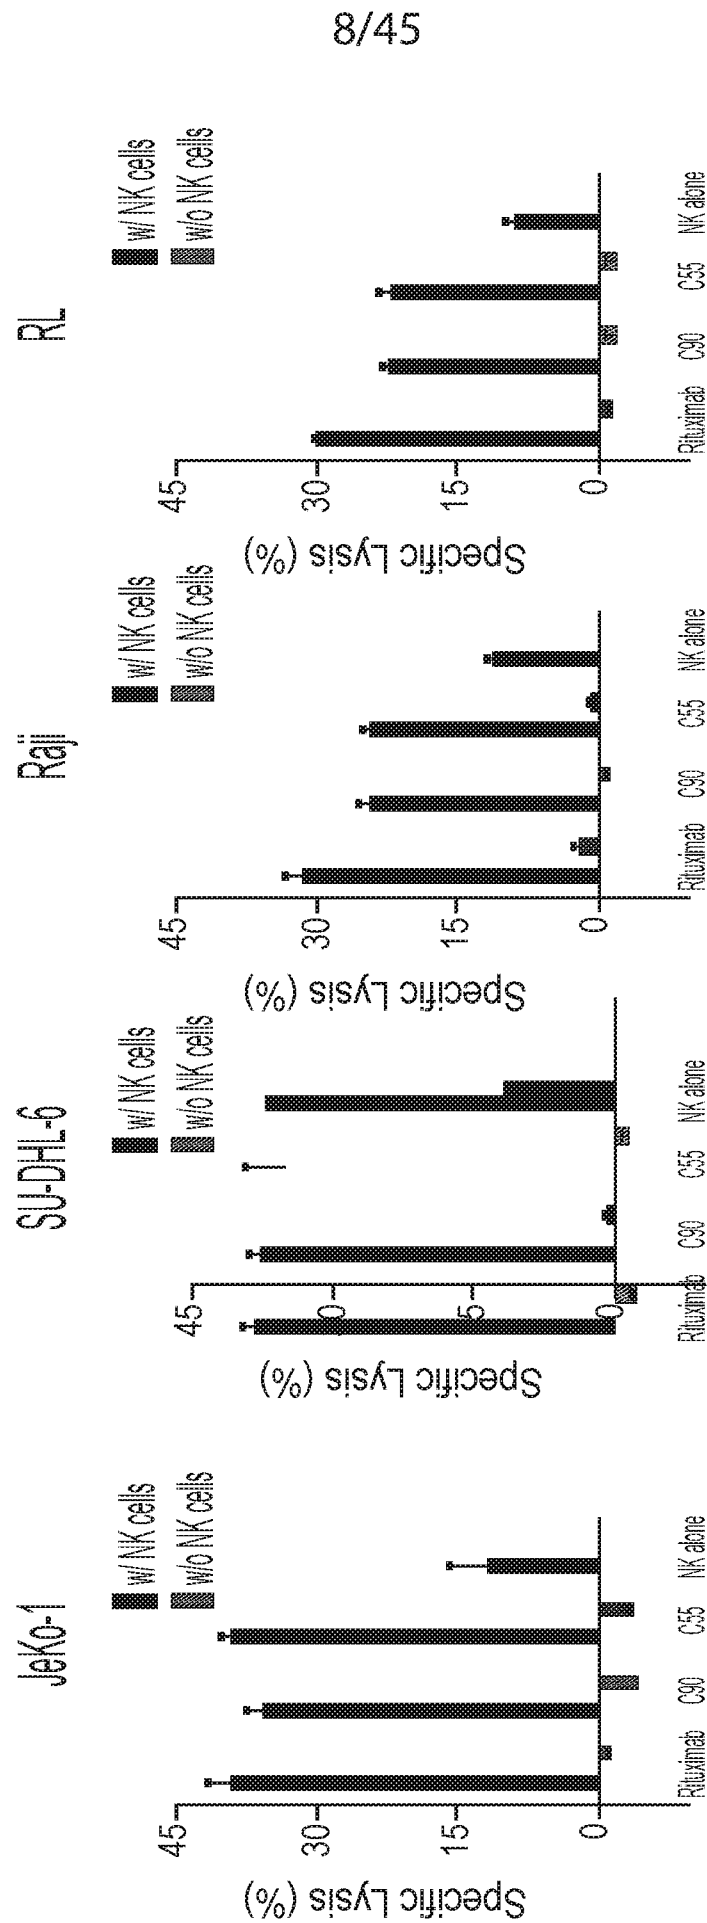 8/45
JeKo-1
w/ NK cells
w/o NK cells
Specific Lysis (%)
45
30
15
0
Rituximab
C90
C55
NK alone
SU-DHL-6
w/ NK cells
w/o NK cells
Specific Lysis (%)
45
30
15
0
Rituximab
C90
C55
NK alone
Raji
w/ NK cells
w/o NK cells
Specific Lysis (%)
45
30
15
0
Rituximab
C90
C55
NK alone
RL
w/ NK cells
w/o NK cells
Specific Lysis (%)
45
30
15
0
Rituximab
C90
C55
NK alone